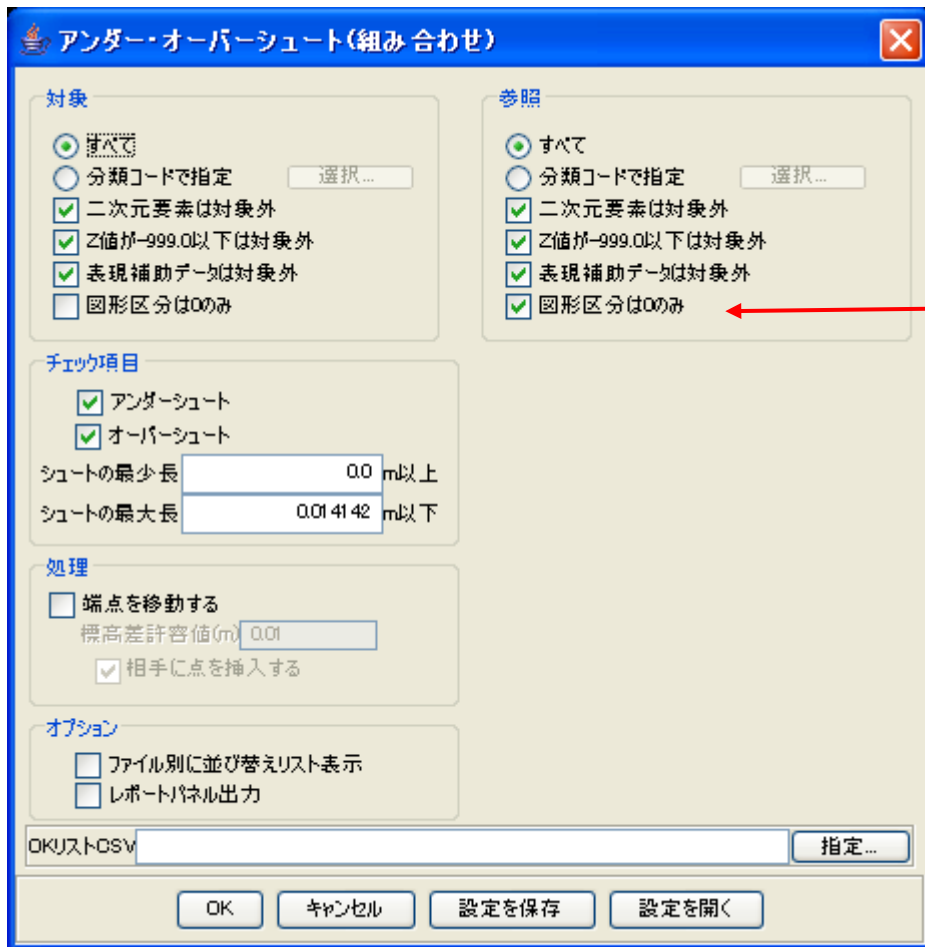 アンダー・オーバーシュート(組み合わせ)
対象
すべて
分類コードで指定 選択...
二次元要素は対象外
Z値が-999.0以下は対象外
表現補助データは対象外
図形区分は0のみ
参照
すべて
分類コードで指定 選択...
二次元要素は対象外
Z値が-999.0以下は対象外
表現補助データは対象外
図形区分は0のみ
チェック項目
アンダーシュート
オーバーシュート
シュートの最少長 0.0 m以上
シュートの最大長 0.014142 m以下
処理
端点を移動する
標高差許容値(m) 0.01
相手に点を挿入する
オプション
ファイル別に並び替えリスト表示
レポートパネル出力
OKリストCSV 指定...
OK キャンセル 設定を保存 設定を開く